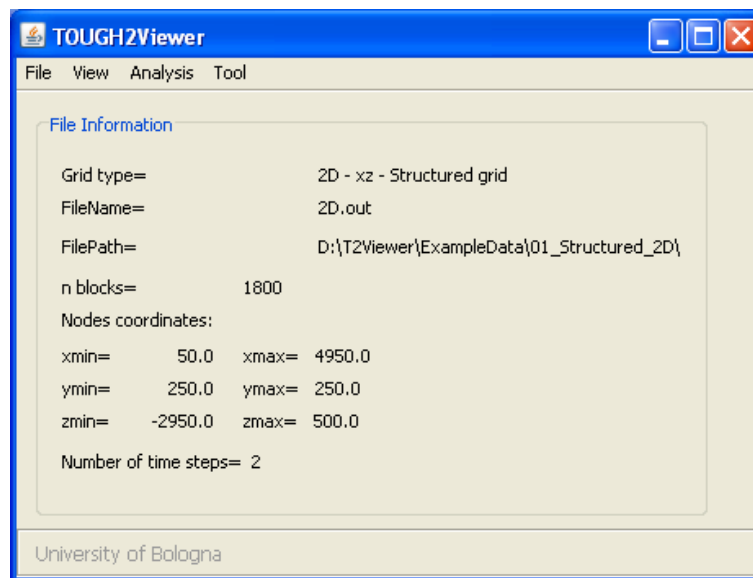 TOUGH2Viewer
File View Analysis Tool
File Information
Grid type= 2D - xz - Structured grid
FileName= 2D.out
FilePath= D:\T2Viewer\ExampleData\01_Structured_2D\
n blocks= 1800
Nodes coordinates:
xmin= 50.0 xmax= 4950.0
ymin= 250.0 ymax= 250.0
zmin= -2950.0 zmax= 500.0
Number of time steps= 2
University of Bologna